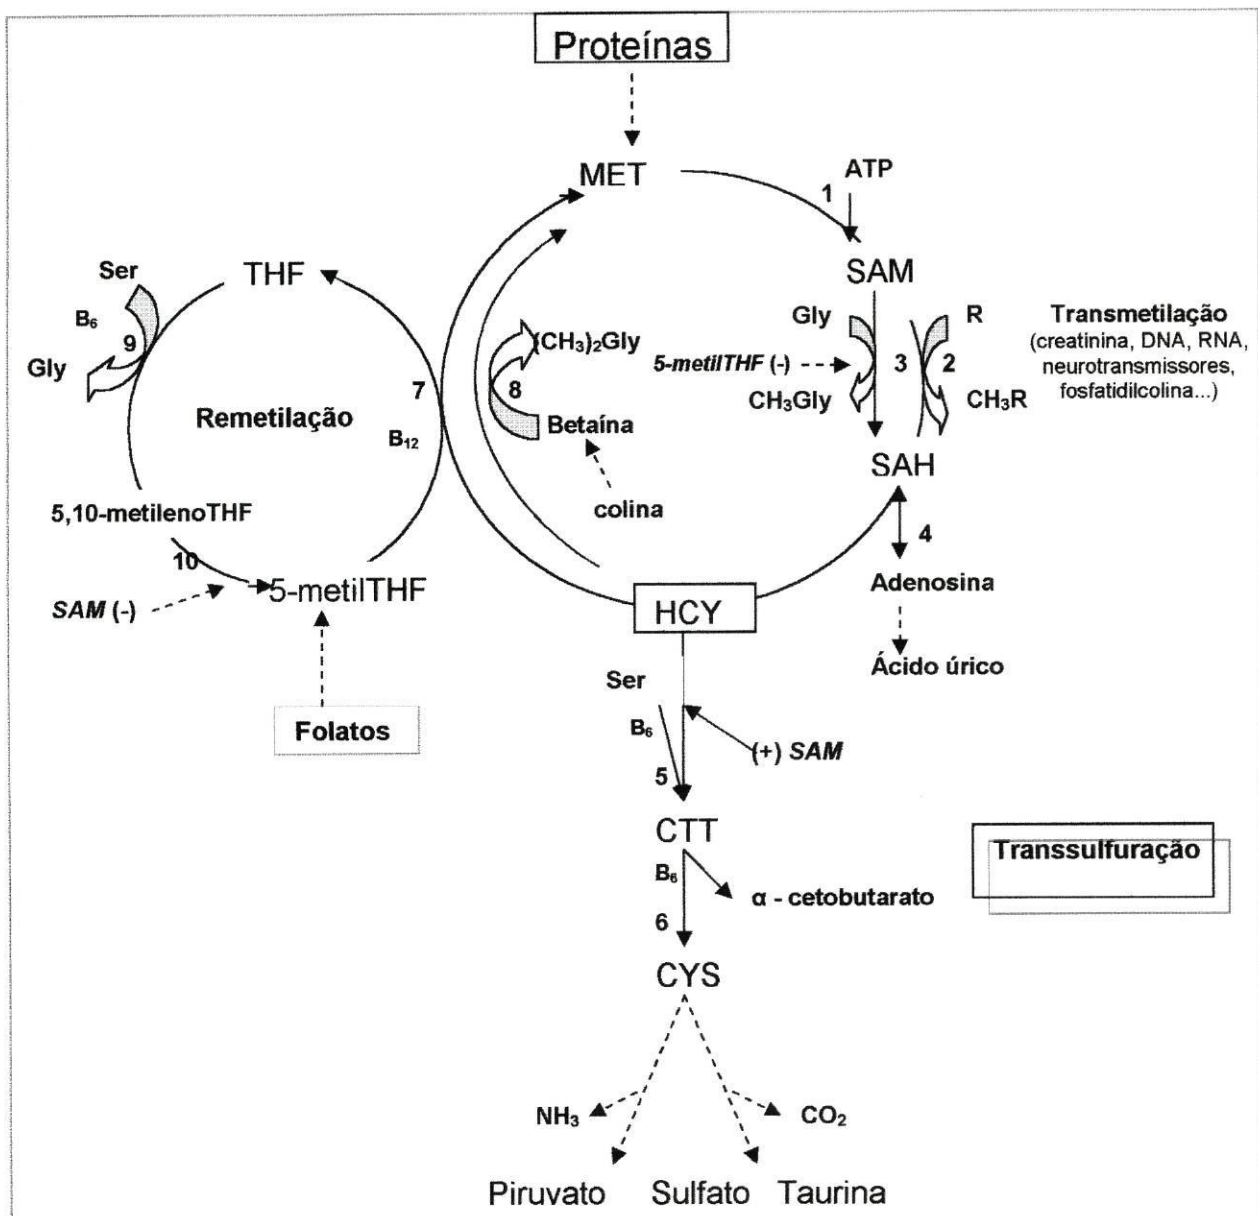 Proteínas
MET
ATP
1
SAM
Ser
THF
B₆
9
Gly
Gly
R
Transmetilação
(creatinina, DNA, RNA,
neurotransmissores,
fosfatidilcolina...)
(CH₃)₂Gly
5-metilTHF (-)
3
2
7
8
CH₃Gly
CH₃R
Remetilação
B₁₂
Betaína
SAH
5,10-metilenoTHF
colina
4
10
5-metilTHF
SAM (-)
Adenosina
HCY
Ácido úrico
Ser
Folatos
B₆
(+) SAM
5
CTT
Transsulfuração
B₆
α - cetobutarato
6
CYS
NH₃
CO₂
Piruvato
Sulfato
Taurina